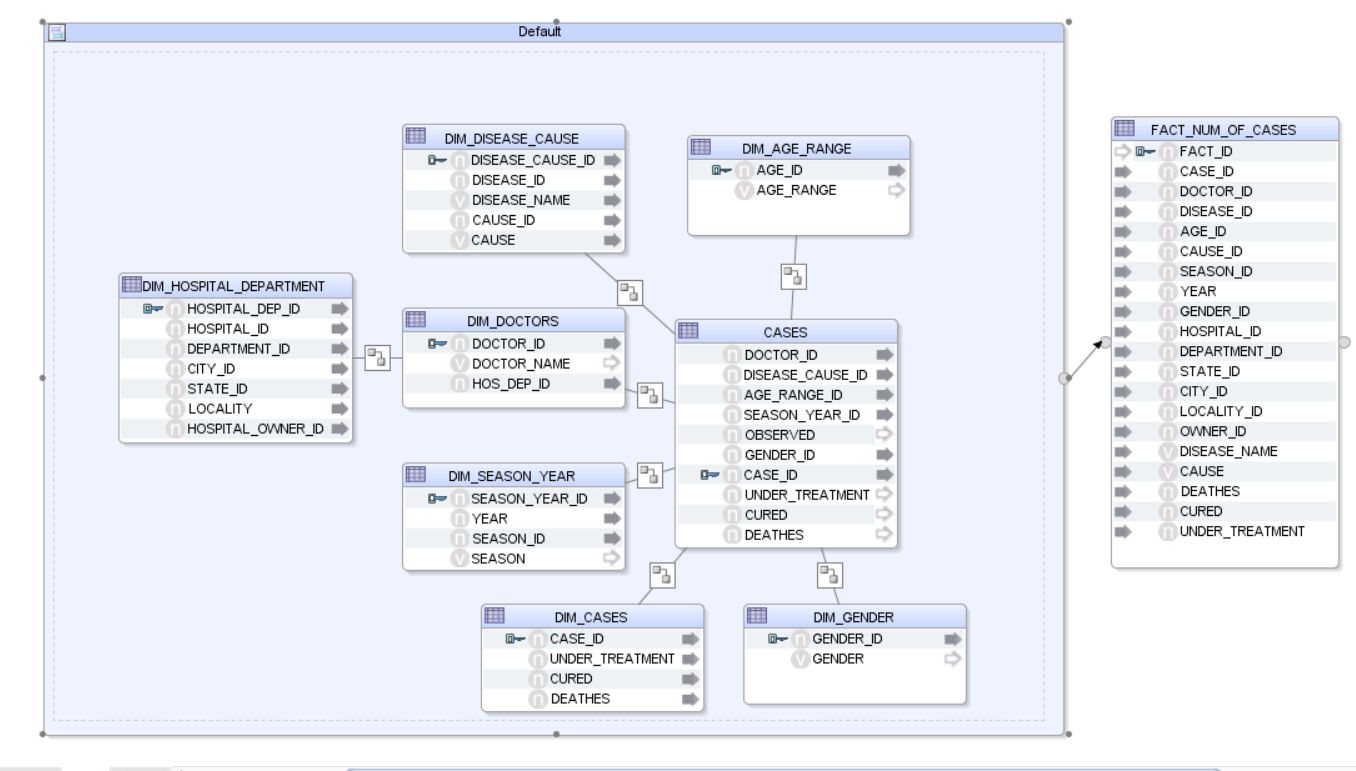 Default
DIM_DISEASE_CAUSE
DISEASE_CAUSE_ID
DISEASE_ID
DISEASE_NAME
CAUSE_ID
CAUSE
DIM_AGE_RANGE
AGE_ID
AGE_RANGE
DIM_HOSPITAL_DEPARTMENT
HOSPITAL_DEP_ID
HOSPITAL_ID
DEPARTMENT_ID
CITY_ID
STATE_ID
LOCALITY
HOSPITAL_OWNER_ID
DIM_DOCTORS
DOCTOR_ID
DOCTOR_NAME
HOS_DEP_ID
CASES
DOCTOR_ID
DISEASE_CAUSE_ID
AGE_RANGE_ID
SEASON_YEAR_ID
OBSERVED
GENDER_ID
CASE_ID
UNDER_TREATMENT
CURED
DEATHES
DIM_SEASON_YEAR
SEASON_YEAR_ID
YEAR
SEASON_ID
SEASON
DIM_CASES
CASE_ID
UNDER_TREATMENT
CURED
DEATHES
DIM_GENDER
GENDER_ID
GENDER
FACT_NUM_OF_CASES
FACT_ID
CASE_ID
DOCTOR_ID
DISEASE_ID
AGE_ID
CAUSE_ID
SEASON_ID
YEAR
GENDER_ID
HOSPITAL_ID
DEPARTMENT_ID
STATE_ID
CITY_ID
LOCALITY_ID
OWNER_ID
DISEASE_NAME
CAUSE
DEATHES
CURED
UNDER_TREATMENT